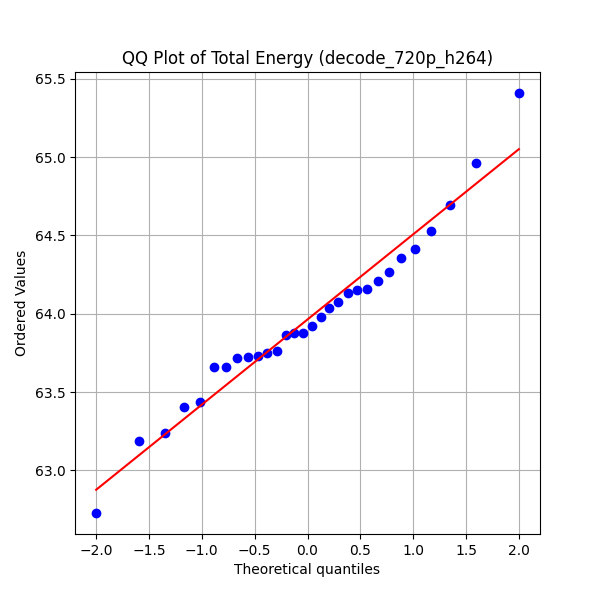 QQ Plot of Total Energy (decode_720p_h264)
65.5
65.0
64.5
64.0
63.5
63.0
Ordered Values
−2.0 −1.5 −1.0 −0.5 0.0 0.5 1.0 1.5 2.0
Theoretical quantiles